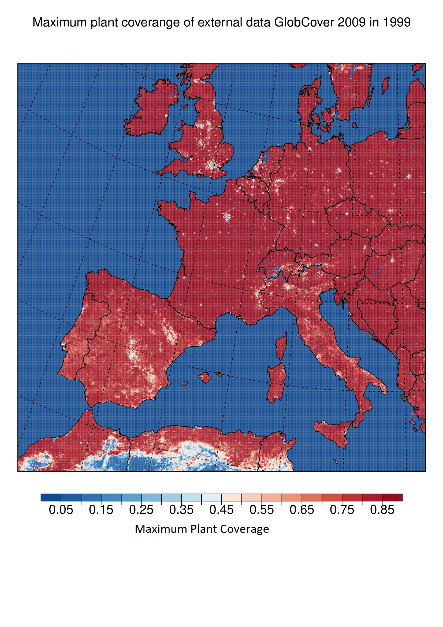 Maximum plant coverange of external data GlobCover 2009 in 1999
0.05 0.15 0.25 0.35 0.45 0.55 0.65 0.75 0.85
Maximum Plant Coverage